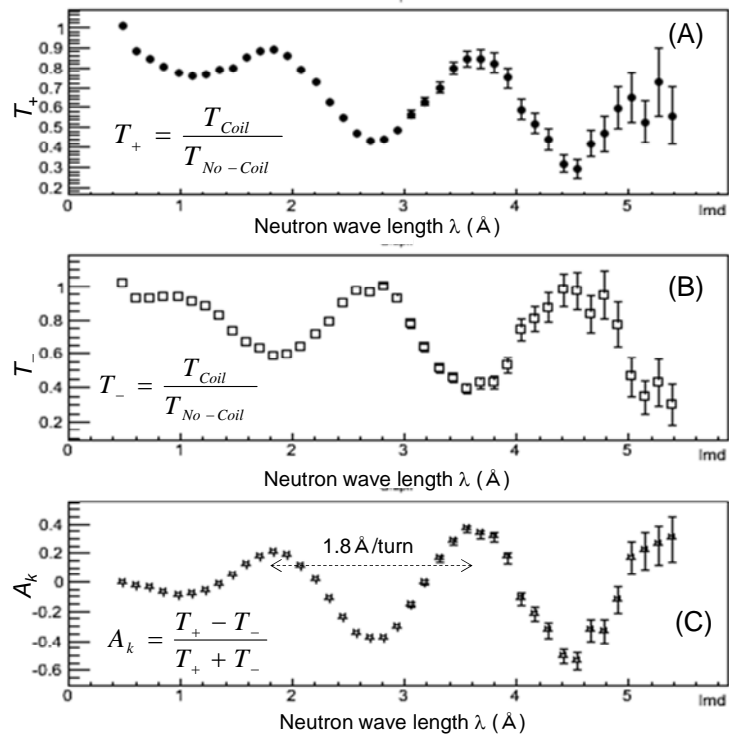 (A)
1
0.9
0.8
0.7
0.6
0.5
0.4
0.3
0.2
T+
T+ = TCoil / TNo-Coil
0 1 2 3 4 5 lmd
Neutron wave length λ (Å)
(B)
1
0.8
0.6
0.4
0.2
T-
T- = TCoil / TNo-Coil
0 1 2 3 4 5 lmd
Neutron wave length λ (Å)
(C)
0.4
0.2
0
-0.2
-0.4
-0.6
Ak
1.8 Å/turn
Ak = T+ − T- / T+ + T-
0 1 2 3 4 5 lmd
Neutron wave length λ (Å)